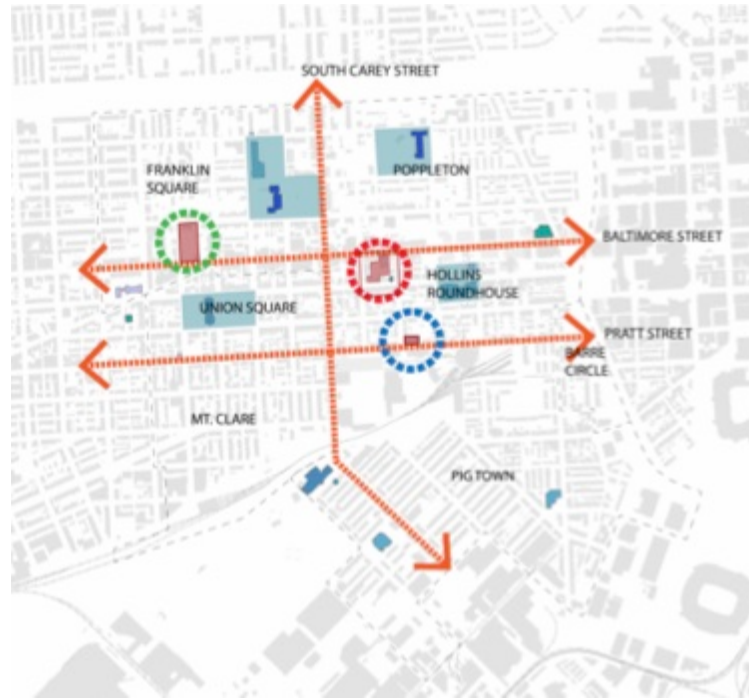 SOUTH CAREY STREET
FRANKLIN
SQUARE
POPPLETON
BALTIMORE STREET
HOLLINS
ROUNDHOUSE
UNION SQUARE
PRATT STREET
BARRE
CIRCLE
MT. CLARE
PIG TOWN